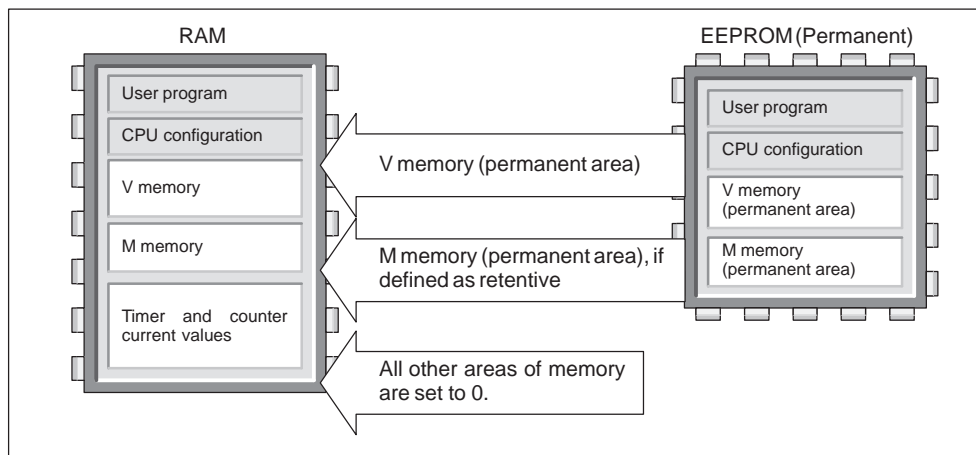 RAM
User program
CPU configuration
V memory
M memory
Timer and counter
current values
V memory (permanent area)
M memory (permanent area), if
defined as retentive
All other areas of memory
are set to 0.
EEPROM (Permanent)
User program
CPU configuration
V memory
(permanent area)
M memory
(permanent area)